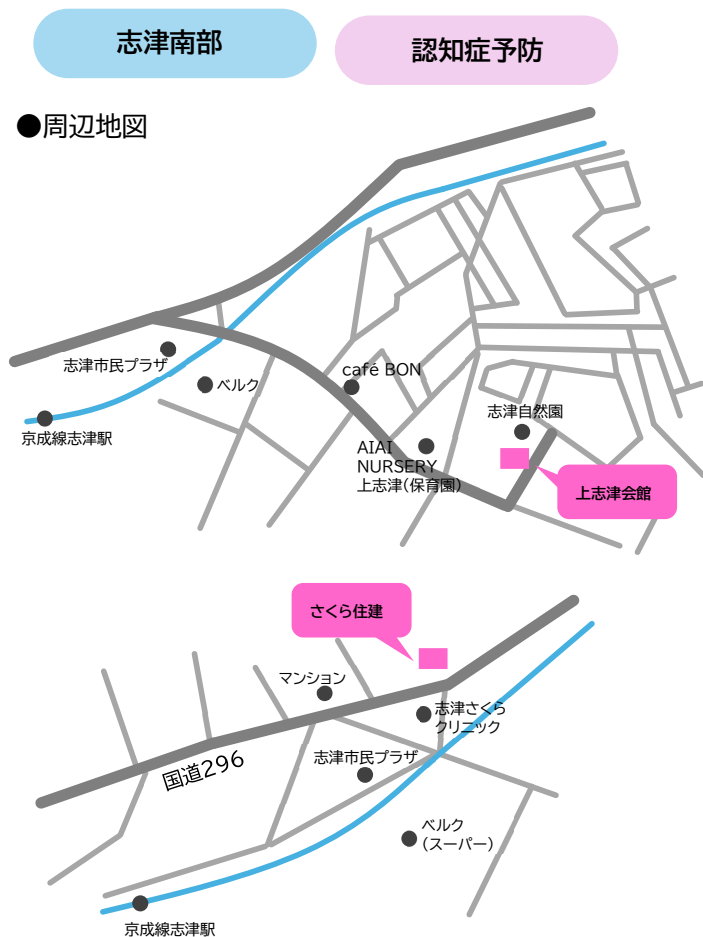 志津南部
認知症予防
●周辺地図
志津市民プラザ
ベルク
京成線志津駅
café BON
志津自然園
AIAI
NURSERY
上志津(保育園)
上志津会館
さくら住建
マンション
志津さくら
クリニック
国道296
志津市民プラザ
ベルク
(スーパー)
京成線志津駅